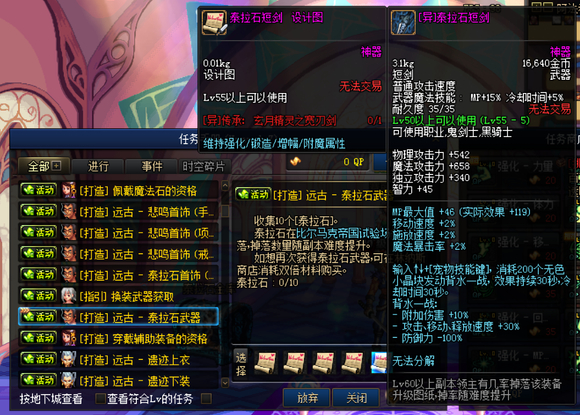 泰拉石短剑 设计图
神器
0.01kg
设计图
无法交易
Lv55以上可以使用
[异]传承: 玄月精灵之赛刃剑 0/1
维持强化/锻造/增幅/附魔属性
[异]泰拉石短剑
神器
3.1kg 16,640金币
短剑 武器
普通攻击速度
武器魔法技能: MP+15% 冷却时间+5%
耐久度 35/35 无法交易
Lv50以上可以使用 (Lv55 - 5)
可使用职业,鬼剑士,黑骑士
物理攻击力 +542
魔法攻击力 +658
独立攻击力 +340
智力 +45
MP最大值 +46 (实际效果 +119)
移动速度 +2%
施放速度 +2%
魔法暴击率 +2%
输入↑↓+[宠物技能键], 消耗200个无色
小晶块发动背水一战, 效果持续30秒,冷
却时间30秒。
背水一战:
- 附加伤害 +10%
- 攻击,移动,释放速度 +30%
- 防御力 -100%
无法分解
Lv60以上副本领主有几率掉落该装备
升级图纸,掉率随难度提升
任务
全部 进行 事件 时空碎片
0 QP
活动 [打造] 佩戴魔法石的资格
活动 [打造] 远古 - 悲鸣首饰 (手...
活动 [打造] 远古 - 悲鸣首饰 (项...
活动 [打造] 远古 - 悲鸣首饰 (戒...
活动 [打造] 远古 - 泰拉石首饰 (...
活动 [指引] 换装武器获取
活动 [打造] 远古 - 泰拉石武器
活动 [打造] 穿戴辅助装备的资格
活动 [打造] 远古 - 遗迹上衣
活动 [打造] 远古 - 遗迹下装
活动 [打造] 远古 - 泰拉石武器
收集10个[泰拉石]。
泰拉石在比尔马克帝国试验场
落,掉落数量随副本难度提升。
如想再次获得泰拉石武器,可在
商店消耗双倍材料购买。
泰拉石 : 0/10
选择
按地下城查看 查看符合Lv的任务 放弃 关闭